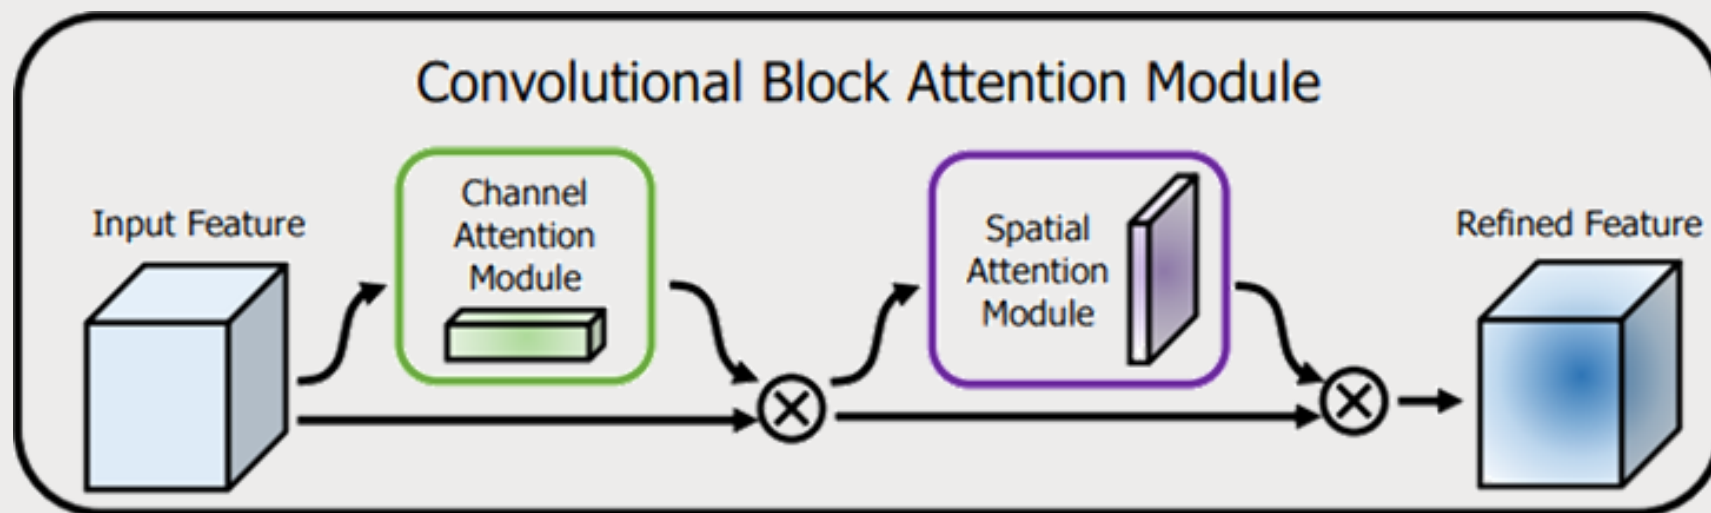 Convolutional Block Attention Module
Input Feature
Channel
Attention
Module
Spatial
Attention
Module
Refined Feature